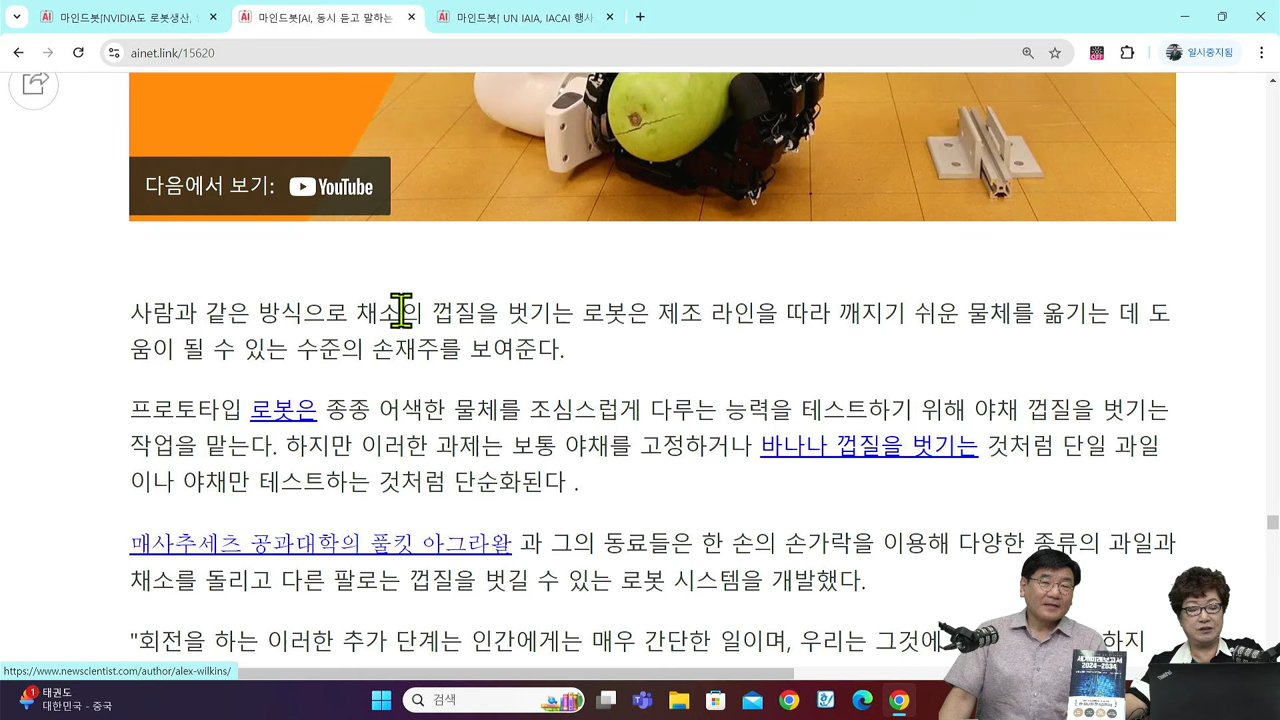 마인드봇[NVIDIA도 로봇생산,
마인드봇[AI, 동시 듣고 말하는
마인드봇[ UN IAIA, IACAI 행사
ainet.link/15620
OFF
일시중지됨
다음에서 보기: YouTube
사람과 같은 방식으로 채소의 껍질을 벗기는 로봇은 제조 라인을 따라 깨지기 쉬운 물체를 옮기는 데 도
움이 될 수 있는 수준의 손재주를 보여준다.
프로토타입 로봇은 종종 어색한 물체를 조심스럽게 다루는 능력을 테스트하기 위해 야채 껍질을 벗기는
작업을 맡는다. 하지만 이러한 과제는 보통 야채를 고정하거나 바나나 껍질을 벗기는 것처럼 단일 과일
이나 야채만 테스트하는 것처럼 단순화된다 .
매사추세츠 공과대학의 풀킷 아그라왈 과 그의 동료들은 한 손의 손가락을 이용해 다양한 종류의 과일과
채소를 돌리고 다른 팔로는 껍질을 벗길 수 있는 로봇 시스템을 개발했다.
"회전을 하는 이러한 추가 단계는 인간에게는 매우 간단한 일이며, 우리는 그것에 하지
https://www.newscientist.com/author/alex-wilkins/
세계미래보고서
2024-2034
ThinkPad
1
태권도
대한민국 - 중국
검색